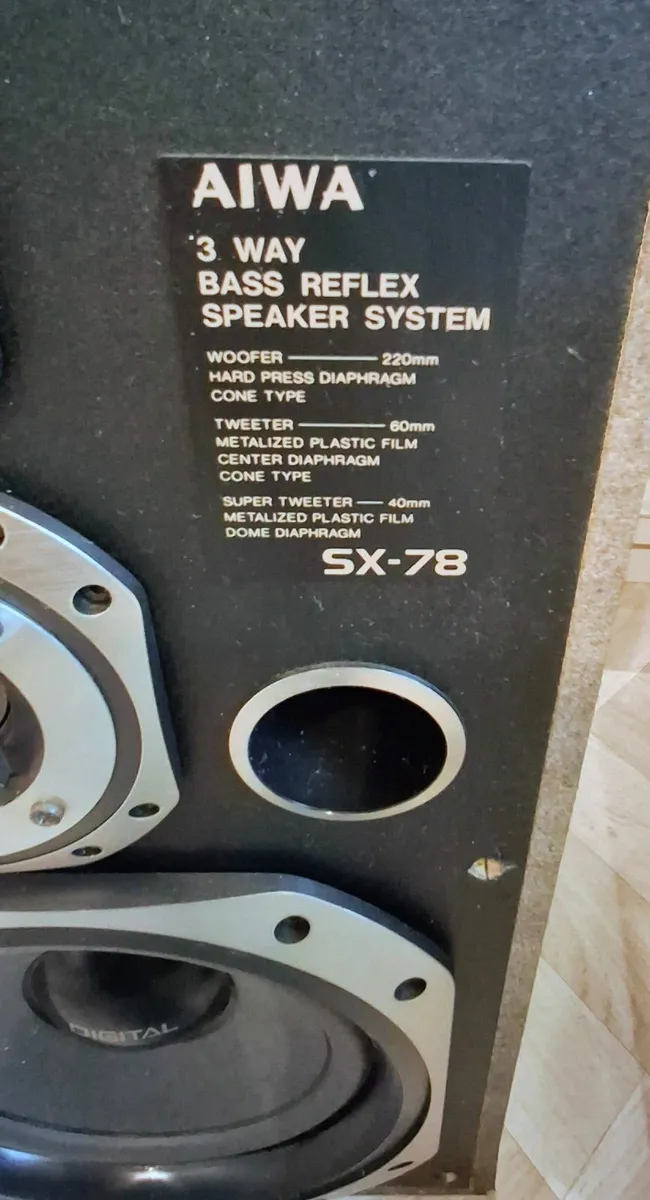 AIWA
3 WAY
BASS REFLEX
SPEAKER SYSTEM
WOOFER 220mm
HARD PRESS DIAPHRAGM
CONE TYPE
TWEETER 60mm
METALIZED PLASTIC FILM
CENTER DIAPHRAGM
CONE TYPE
SUPER TWEETER 40mm
METALIZED PLASTIC FILM
DOME DIAPHRAGM
SX-78
DIGITAL